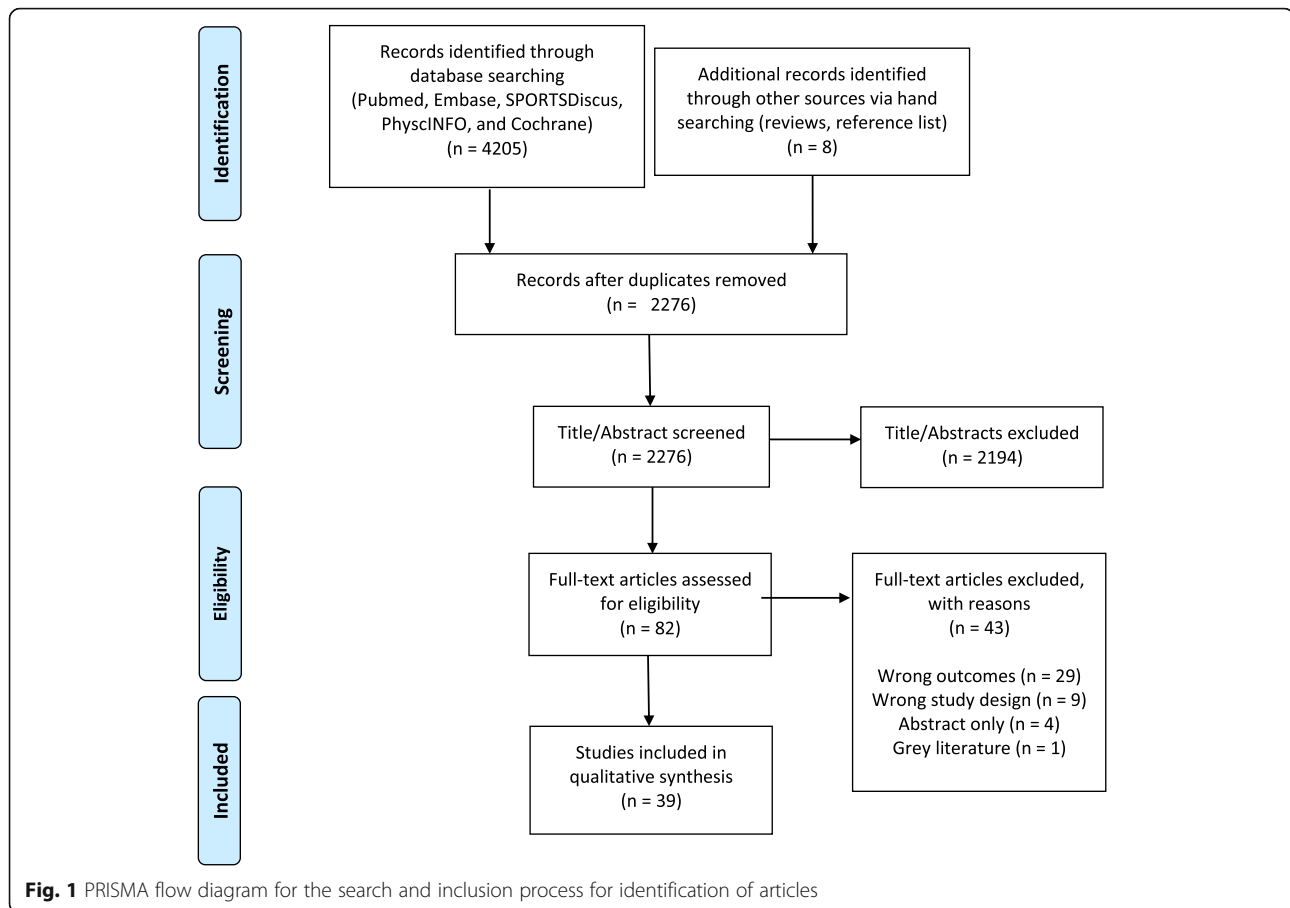 Identification
Records identified through
database searching
(Pubmed, Embase, SPORTSDiscus,
PhyscINFO, and Cochrane)
(n = 4205)
Additional records identified
through other sources via hand
searching (reviews, reference list)
(n = 8)
Screening
Records after duplicates removed
(n = 2276)
Title/Abstract screened
(n = 2276)
Title/Abstracts excluded
(n = 2194)
Eligibility
Full-text articles assessed
for eligibility
(n = 82)
Full-text articles excluded,
with reasons
(n = 43)
Wrong outcomes (n = 29)
Wrong study design (n = 9)
Abstract only (n = 4)
Grey literature (n = 1)
Included
Studies included in
qualitative synthesis
(n = 39)
Fig. 1 PRISMA flow diagram for the search and inclusion process for identification of articles